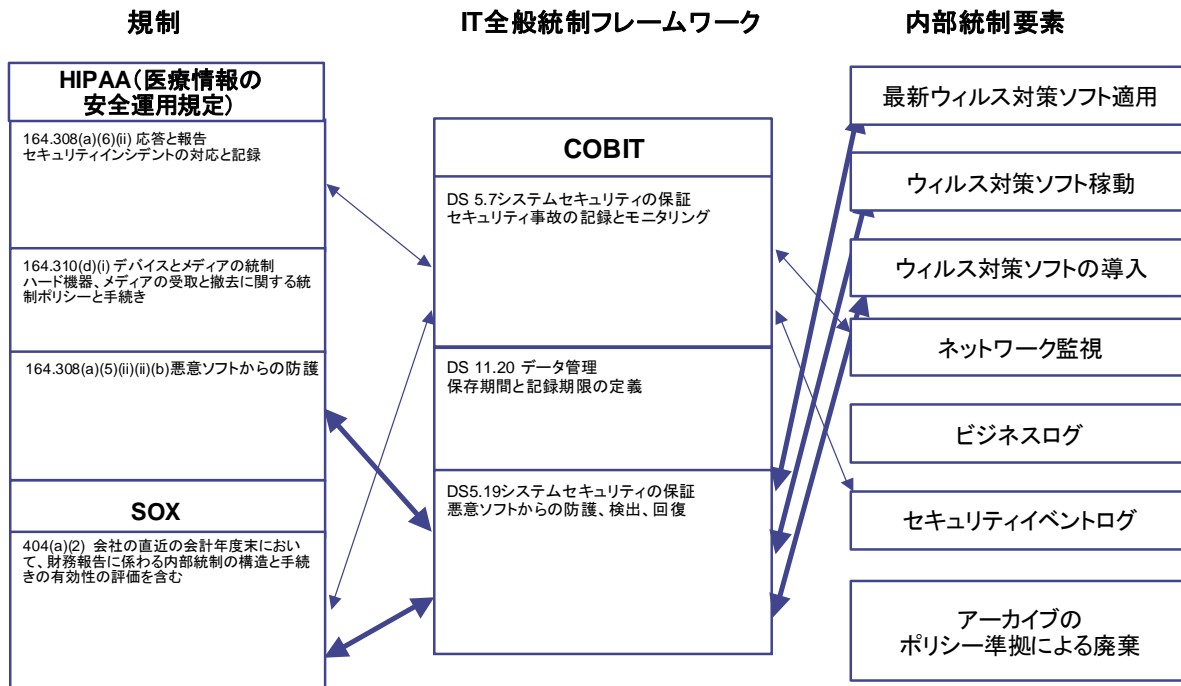 規制
IT全般統制フレームワーク
内部統制要素
HIPAA(医療情報の
安全運用規定)
164.308(a)(6)(ii) 応答と報告
セキュリティインシデントの対応と記録
164.310(d)(i) デバイスとメディアの統制
ハード機器、メディアの受取と撤去に関する統
制ポリシーと手続き
164.308(a)(5)(ii)(ii)(b)悪意ソフトからの防護
SOX
404(a)(2) 会社の直近の会計年度末におい
て、財務報告に係わる内部統制の構造と手続
きの有効性の評価を含む
COBIT
DS 5.7システムセキュリティの保証
セキュリティ事故の記録とモニタリング
DS 11.20 データ管理
保存期間と記録期限の定義
DS5.19システムセキュリティの保証
悪意ソフトからの防護、検出、回復
最新ウィルス対策ソフト適用
ウィルス対策ソフト稼動
ウィルス対策ソフトの導入
ネットワーク監視
ビジネスログ
セキュリティイベントログ
アーカイブの
ポリシー準拠による廃棄